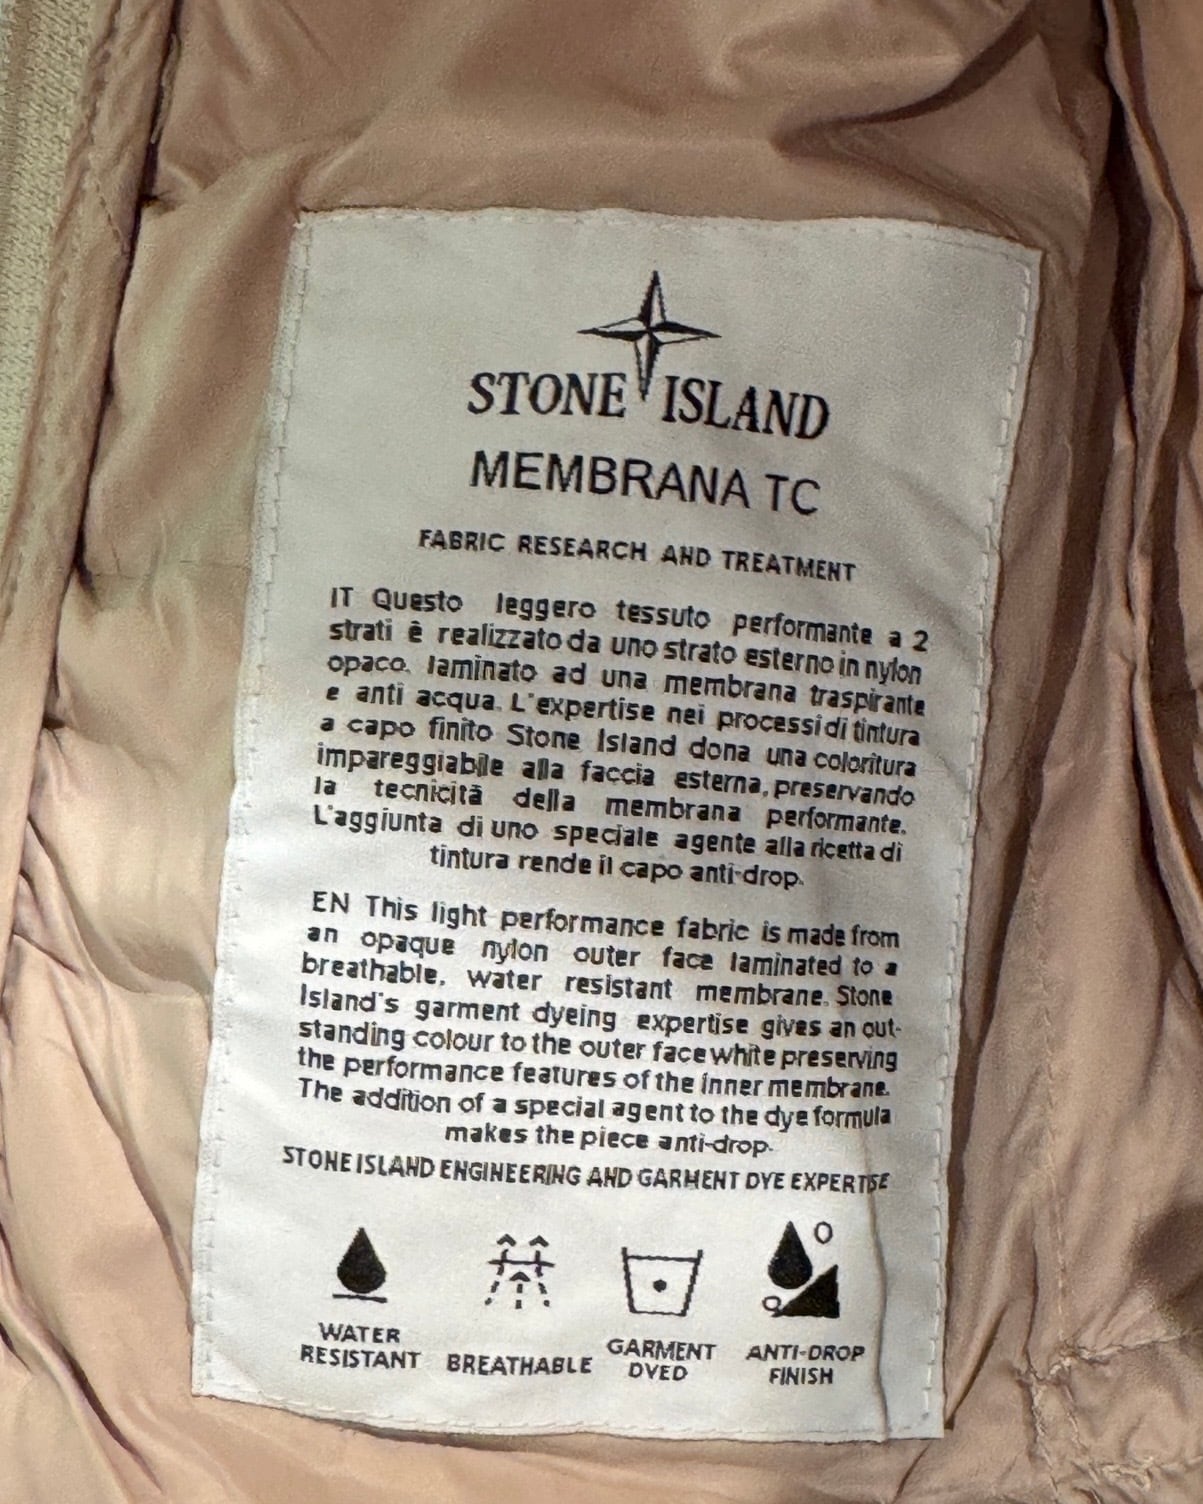 STONE ISLAND
MEMBRANA TC
FABRIC RESEARCH AND TREATMENT
IT Questo leggero tessuto performante a 2
strati è realizzato da uno strato esterno in nylon
opaco, laminato ad una membrana traspirante
e anti acqua. L'expertise nei processi di tintura
a capo finito Stone Island dona una coloritura
impareggiabile alla faccia esterna, preservando
la tecnicità della membrana performante.
L'aggiunta di uno speciale agente alla ricetta di
tintura rende il capo anti-drop.
EN This light performance fabric is made from
an opaque nylon outer face laminated to a
breathable, water resistant membrane. Stone
Island's garment dyeing expertise gives an out-
standing colour to the outer face white preserving
the performance features of the inner membrane.
The addition of a special agent to the dye formula
makes the piece anti-drop.
STONE ISLAND ENGINEERING AND GARMENT DYE EXPERTISE
WATER
RESISTANT
BREATHABLE
GARMENT
DYED
ANTI-DROP
FINISH